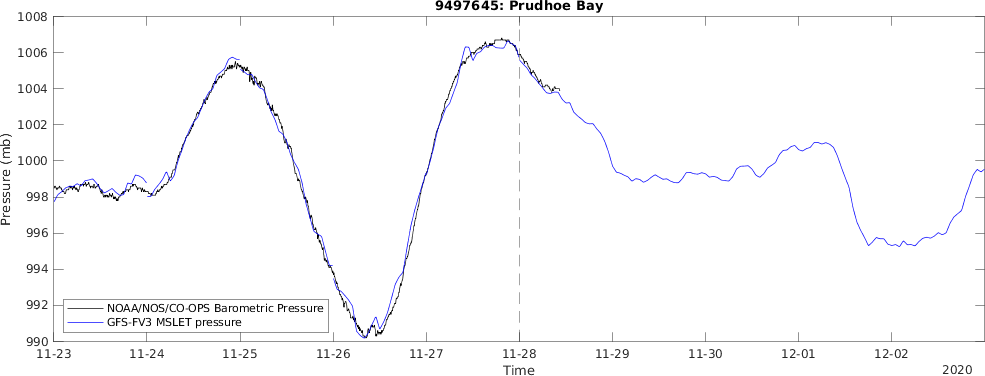 9497645: Prudhoe Bay
1008
1006
1004
1002
1000
998
996
994
992
990
Pressure (mb)
NOAA/NOS/CO-OPS Barometric Pressure
GFS-FV3 MSLET pressure
11-23 11-24 11-25 11-26 11-27 11-28 11-29 11-30 12-01 12-02
Time
2020